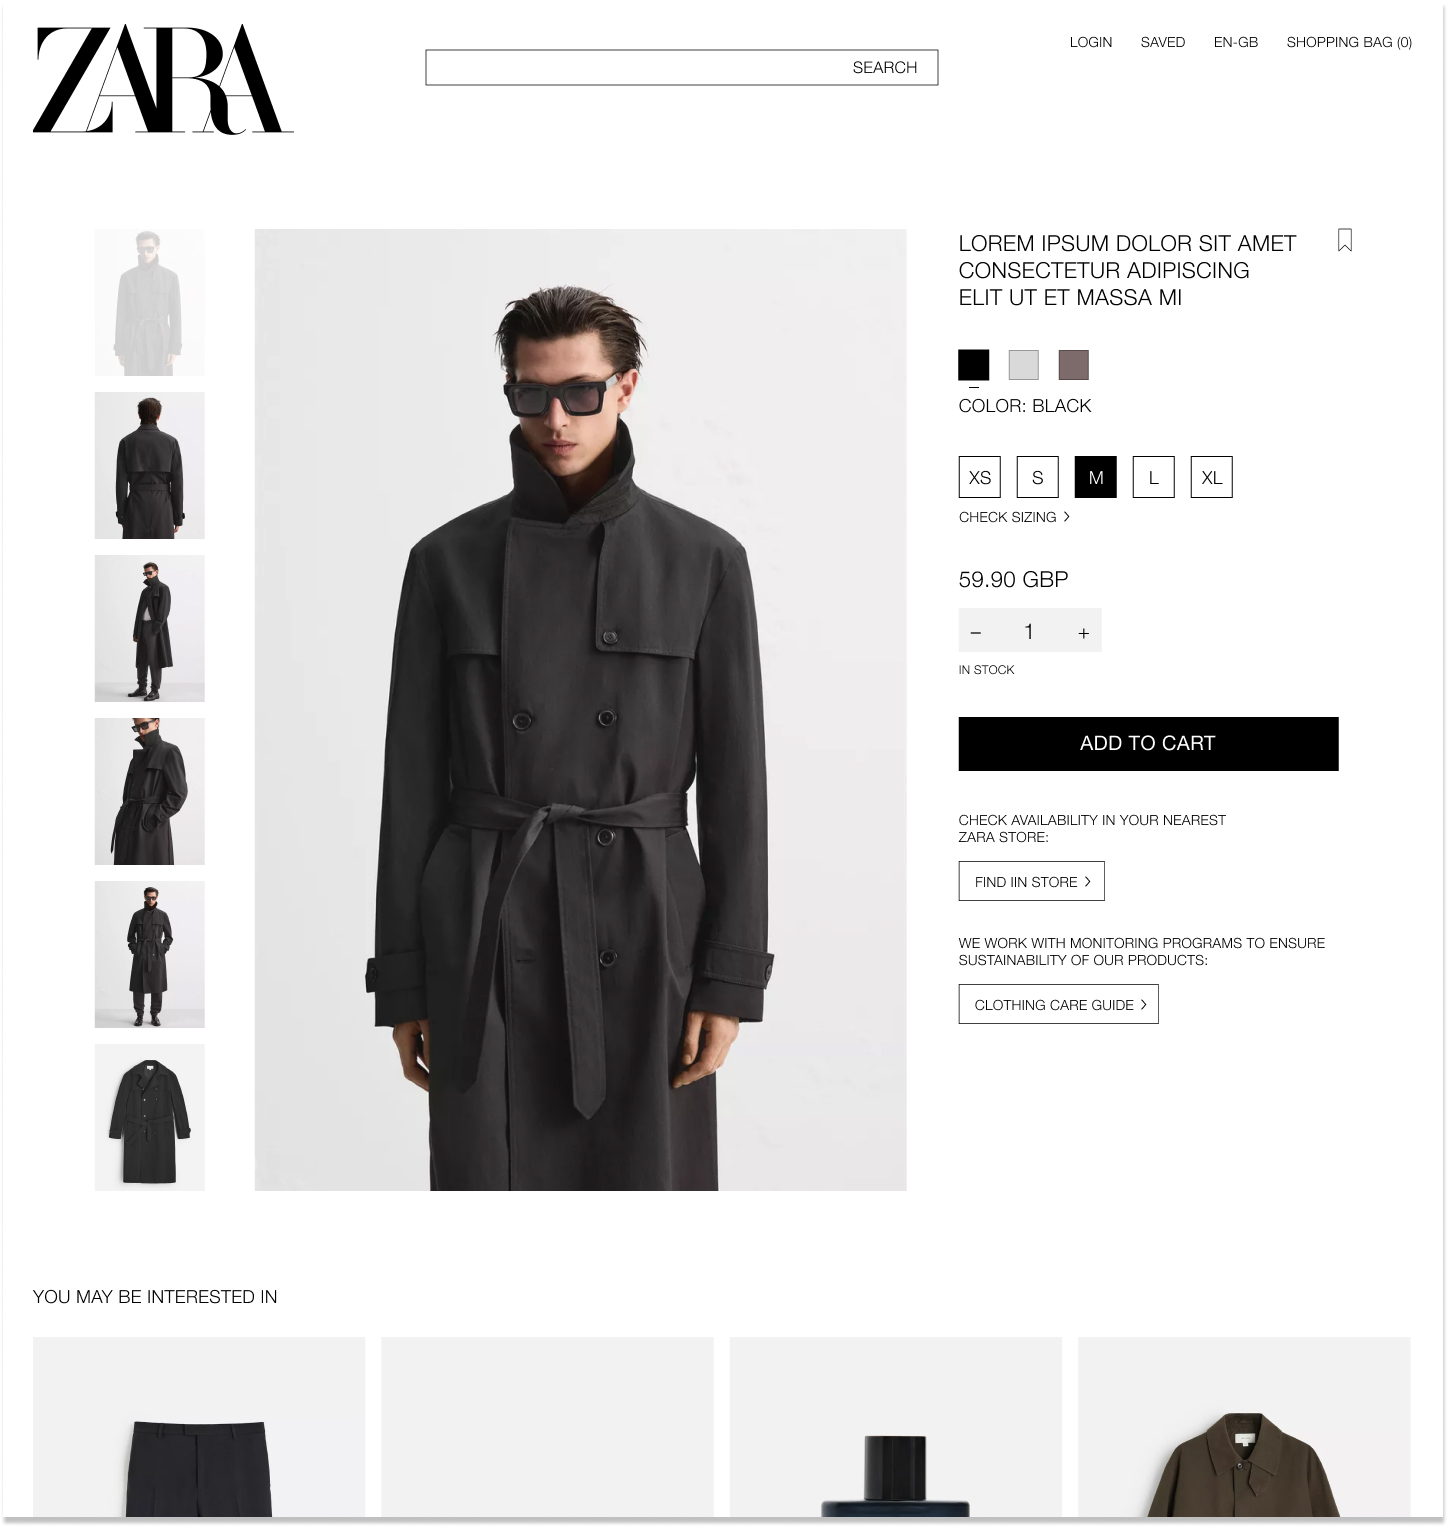 ZARA
SEARCH
LOGIN SAVED EN-GB SHOPPING BAG (0)
LOREM IPSUM DOLOR SIT AMET
CONSECTETUR ADIPISCING
ELIT UT ET MASSA MI
COLOR: BLACK
XS S M L XL
CHECK SIZING >
59.90 GBP
– 1 +
IN STOCK
ADD TO CART
CHECK AVAILABILITY IN YOUR NEAREST
ZARA STORE:
FIND IIN STORE >
WE WORK WITH MONITORING PROGRAMS TO ENSURE
SUSTAINABILITY OF OUR PRODUCTS:
CLOTHING CARE GUIDE >
YOU MAY BE INTERESTED IN